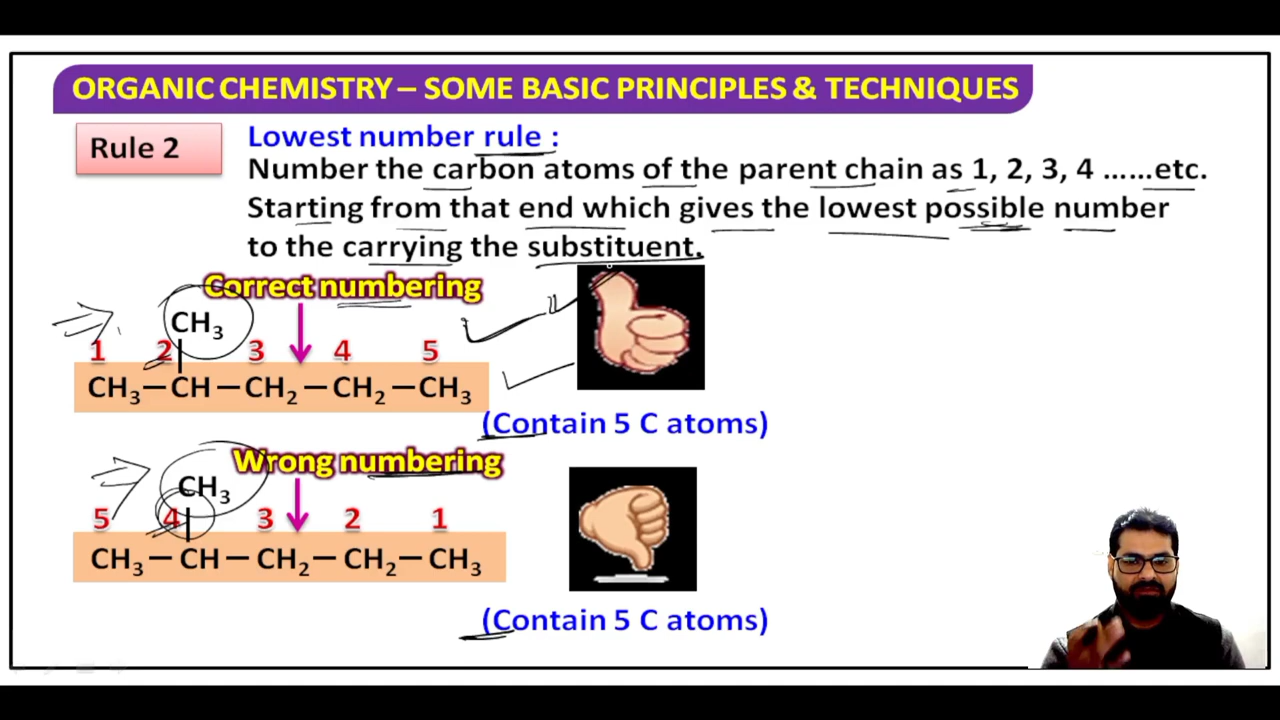 ORGANIC CHEMISTRY – SOME BASIC PRINCIPLES & TECHNIQUES
Rule 2
Lowest number rule :
Number the carbon atoms of the parent chain as 1, 2, 3, 4 ……etc.
Starting from that end which gives the lowest possible number
to the carrying the substituent.
Correct numbering
CH₃
1 2 3 4 5
CH₃ – CH – CH₂ – CH₂ – CH₃
(Contain 5 C atoms)
Wrong numbering
CH₃
5 4 3 2 1
CH₃ – CH – CH₂ – CH₂ – CH₃
(Contain 5 C atoms)